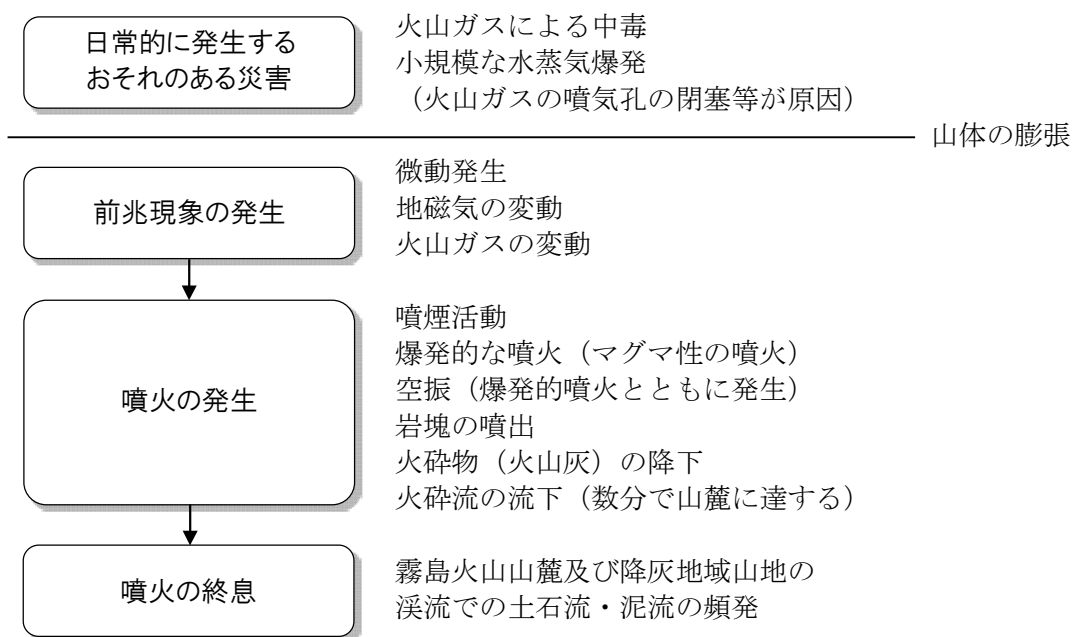 日常的に発生する
おそれのある災害
火山ガスによる中毒
小規模な水蒸気爆発
（火山ガスの噴気孔の閉塞等が原因）
山体の膨張
前兆現象の発生
微動発生
地磁気の変動
火山ガスの変動
噴火の発生
噴煙活動
爆発的な噴火（マグマ性の噴火）
空振（爆発的噴火とともに発生）
岩塊の噴出
火砕物（火山灰）の降下
火砕流の流下（数分で山麓に達する）
噴火の終息
霧島火山山麓及び降灰地域山地の
渓流での土石流・泥流の頻発